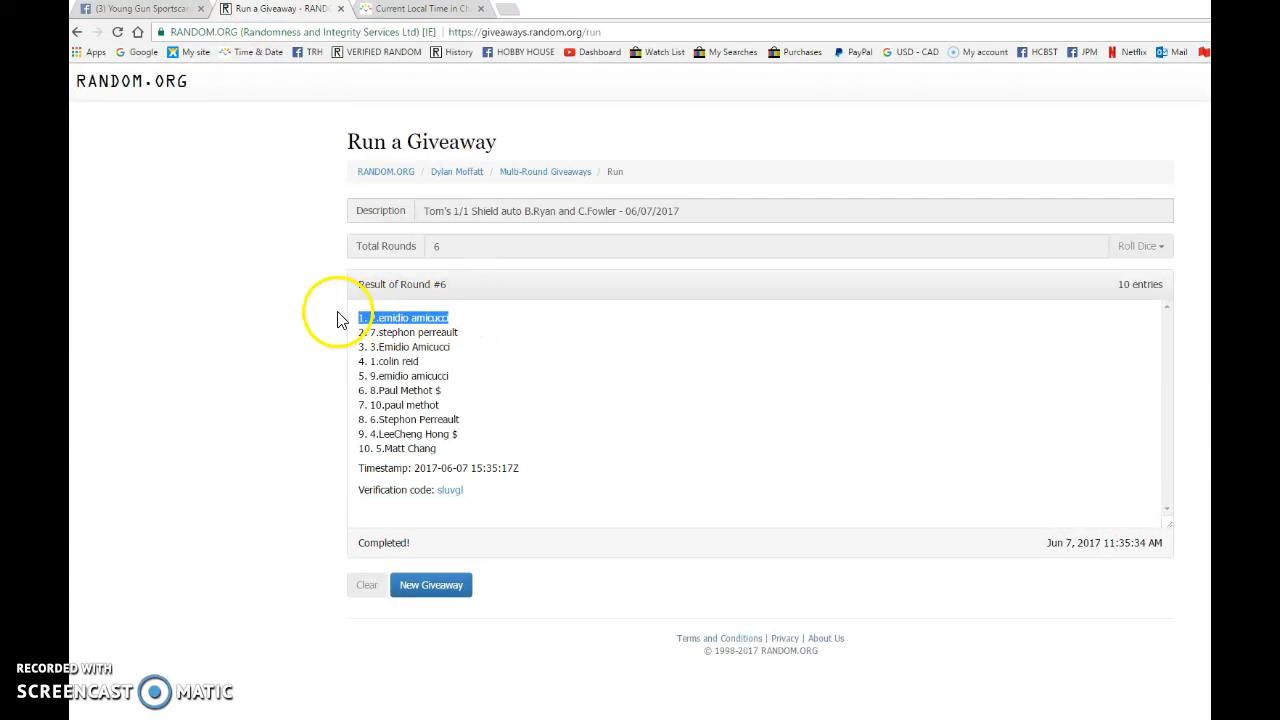 (3) Young Gun Sportscar
Run a Giveaway - RAND
Current Local Time in Ch
RANDOM.ORG (Randomness and Integrity Services Ltd) [IE] https://giveaways.random.org/run
Apps Google My site Time & Date TRH VERIFIED RANDOM History HOBBY HOUSE Dashboard Watch List My Searches Purchases PayPal USD - CAD My account HCBST JPM Netflix Mail
RANDOM.ORG
Run a Giveaway
RANDOM.ORG / Dylan Moffatt / Multi-Round Giveaways / Run
Description Tom's 1/1 Shield auto B.Ryan and C.Fowler - 06/07/2017
Total Rounds 6 Roll Dice
Result of Round #6 10 entries
1. 2.emidio amicucci
2. 7.stephon perreault
3. 3.Emidio Amicucci
4. 1.colin reid
5. 9.emidio amicucci
6. 8.Paul Methot $
7. 10.paul methot
8. 6.Stephon Perreault
9. 4.LeeCheng Hong $
10. 5.Matt Chang
Timestamp: 2017-06-07 15:35:17Z
Verification code: sluvgl
Completed! Jun 7, 2017 11:35:34 AM
Clear New Giveaway
Terms and Conditions | Privacy | About Us
© 1998-2017 RANDOM.ORG
RECORDED WITH
SCREENCAST MATIC